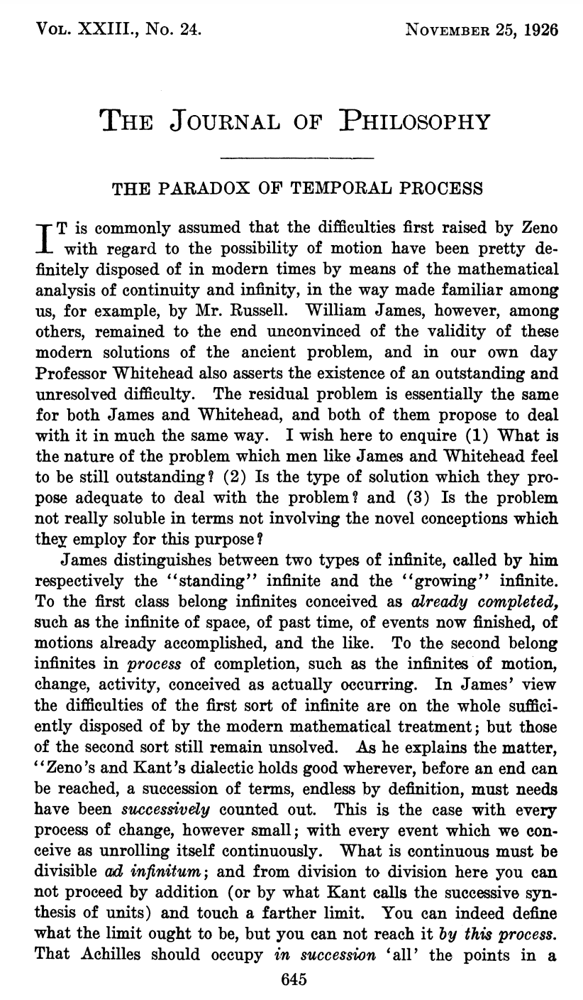 VOL. XXIII., No. 24. NOVEMBER 25, 1926
THE JOURNAL OF PHILOSOPHY
THE PARADOX OF TEMPORAL PROCESS
IT is commonly assumed that the difficulties first raised by Zeno
with regard to the possibility of motion have been pretty de-
finitely disposed of in modern times by means of the mathematical
analysis of continuity and infinity, in the way made familiar among
us, for example, by Mr. Russell. William James, however, among
others, remained to the end unconvinced of the validity of these
modern solutions of the ancient problem, and in our own day
Professor Whitehead also asserts the existence of an outstanding and
unresolved difficulty. The residual problem is essentially the same
for both James and Whitehead, and both of them propose to deal
with it in much the same way. I wish here to enquire (1) What is
the nature of the problem which men like James and Whitehead feel
to be still outstanding? (2) Is the type of solution which they pro-
pose adequate to deal with the problem? and (3) Is the problem
not really soluble in terms not involving the novel conceptions which
they employ for this purpose?
James distinguishes between two types of infinite, called by him
respectively the "standing" infinite and the "growing" infinite.
To the first class belong infinites conceived as already completed,
such as the infinite of space, of past time, of events now finished, of
motions already accomplished, and the like. To the second belong
infinites in process of completion, such as the infinites of motion,
change, activity, conceived as actually occurring. In James' view
the difficulties of the first sort of infinite are on the whole suffici-
ently disposed of by the modern mathematical treatment; but those
of the second sort still remain unsolved. As he explains the matter,
"Zeno's and Kant's dialectic holds good wherever, before an end can
be reached, a succession of terms, endless by definition, must needs
have been successively counted out. This is the case with every
process of change, however small; with every event which we con-
ceive as unrolling itself continuously. What is continuous must be
divisible ad infinitum; and from division to division here you can
not proceed by addition (or by what Kant calls the successive syn-
thesis of units) and touch a farther limit. You can indeed define
what the limit ought to be, but you can not reach it by this process.
That Achilles should occupy in succession 'all' the points in a
645